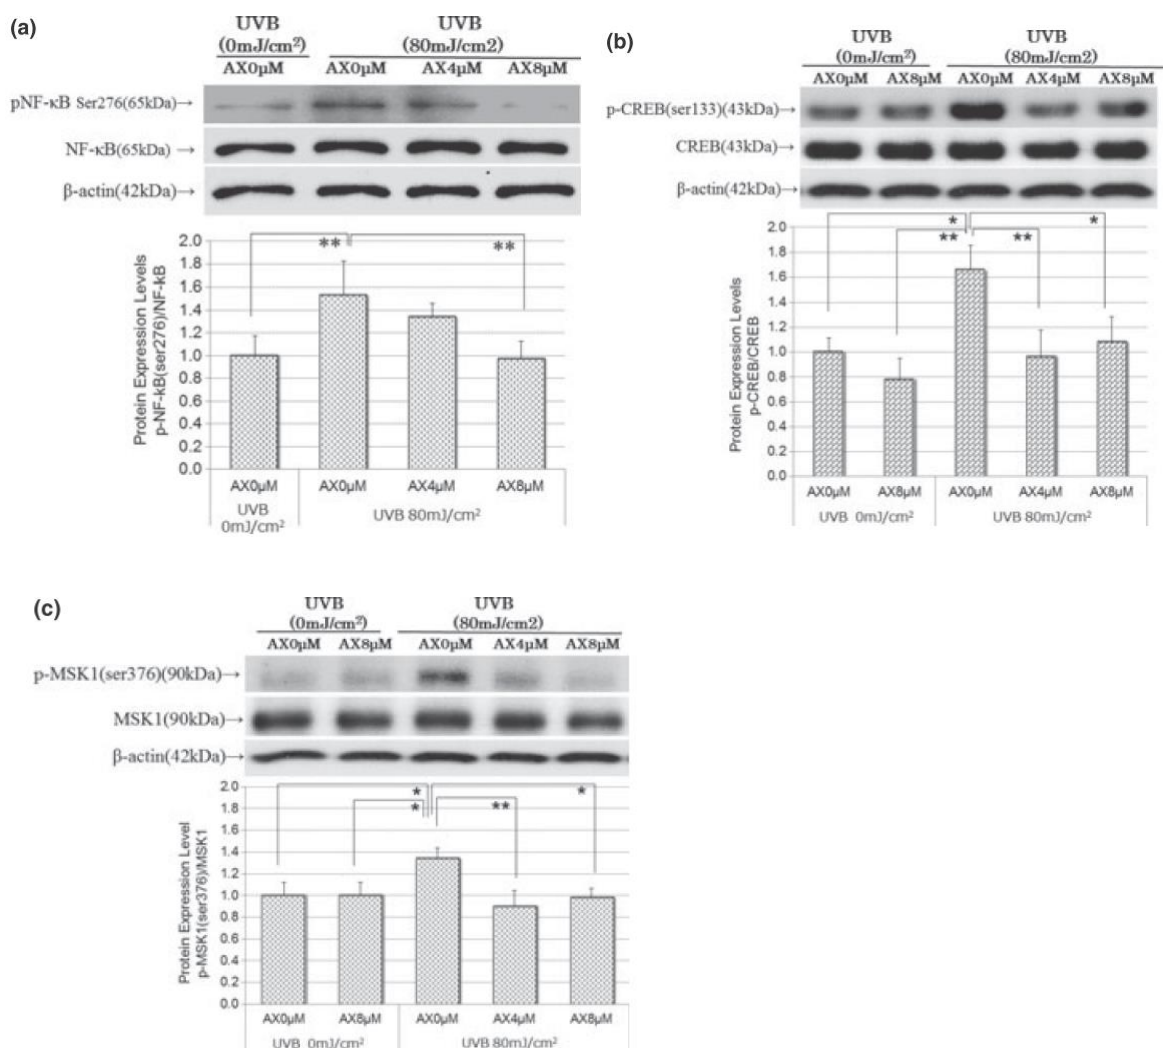 (a)
UVB
(0mJ/cm²)
UVB
(80mJ/cm2)
AX0µM AX0µM AX4µM AX8µM
pNF-κB Ser276(65kDa)→
NF-κB(65kDa)→
β-actin(42kDa)→
** **
Protein Expression Levels
p-NF-kB(ser276)/NF-kB
2.0
1.8
1.6
1.4
1.2
1.0
0.8
0.6
0.4
0.2
0.0
AX0µM AX0µM AX4µM AX8µM
UVB
0mJ/cm²
UVB 80mJ/cm²
(b)
UVB
(0mJ/cm²)
UVB
(80mJ/cm2)
AX0µM AX8µM AX0µM AX4µM AX8µM
p-CREB(ser133)(43kDa)→
CREB(43kDa)→
β-actin(42kDa)→
* *
** **
Protein Expression Levels
p-CREB/CREB
2.0
1.8
1.6
1.4
1.2
1.0
0.8
0.6
0.4
0.2
0.0
AX0µM AX8µM AX0µM AX4µM AX8µM
UVB 0mJ/cm² UVB 80mJ/cm²
(c)
UVB
(0mJ/cm²)
UVB
(80mJ/cm2)
AX0µM AX8µM AX0µM AX4µM AX8µM
p-MSK1(ser376)(90kDa)→
MSK1(90kDa)→
β-actin(42kDa)→
* *
* **
Protein Expression Level
p-MSK1(ser376)/MSK1
2.0
1.8
1.6
1.4
1.2
1.0
0.8
0.6
0.4
0.2
0.0
AX0µM AX8µM AX0µM AX4µM AX8µM
UVB 0mJ/cm² UVB 80mJ/cm²